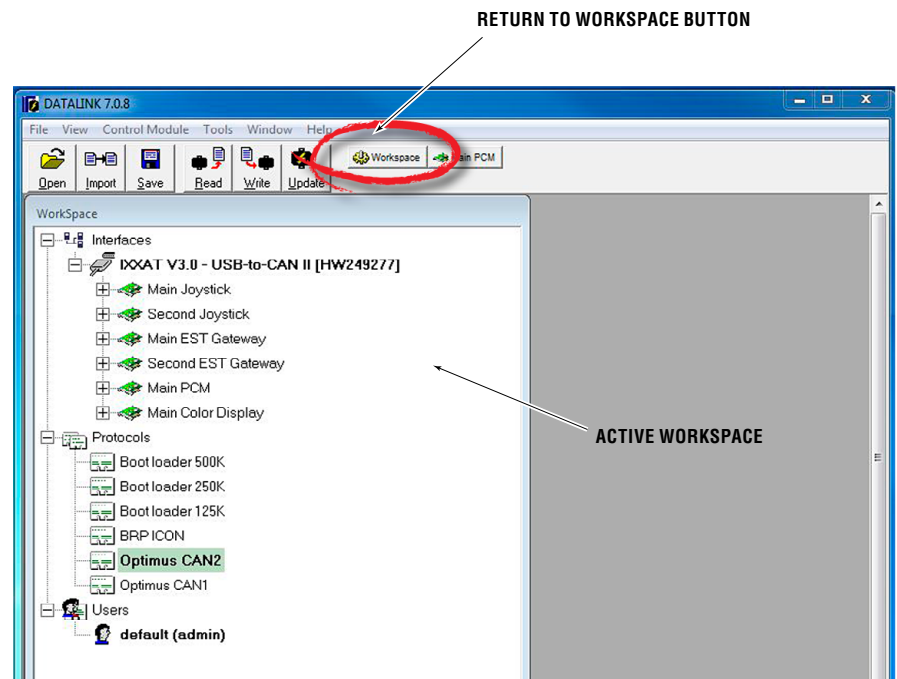 RETURN TO WORKSPACE BUTTON
DATALINK 7.0.8
File View Control Module Tools Window Help
Workspace Main PCM
Open Import Save Read Write Update
WorkSpace
Interfaces
IXXAT V3.0 - USB-to-CAN II [HW249277]
Main Joystick
Second Joystick
Main EST Gateway
Second EST Gateway
Main PCM
Main Color Display
ACTIVE WORKSPACE
Protocols
Boot loader 500K
Boot loader 250K
Boot loader 125K
BRP ICON
Optimus CAN2
Optimus CAN1
Users
default (admin)